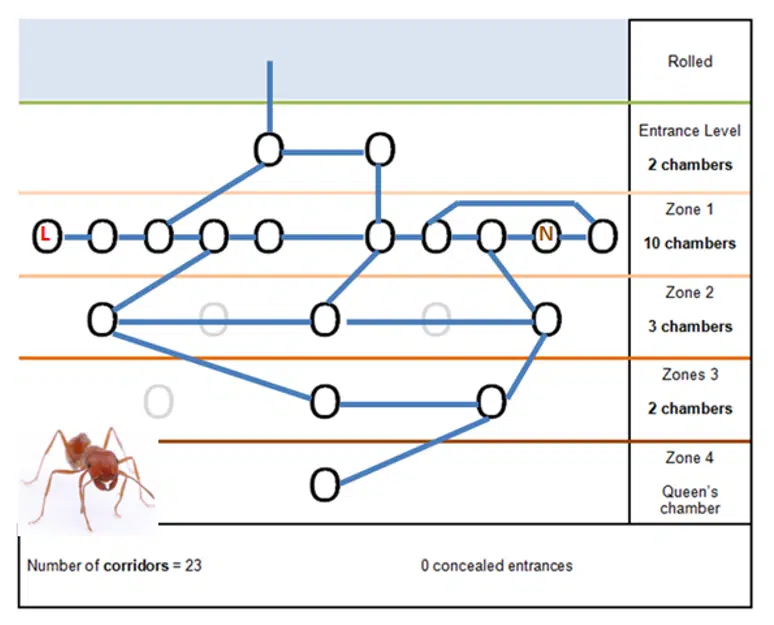 Rolled
Entrance Level
2 chambers
Zone 1
L
N
10 chambers
Zone 2
3 chambers
Zones 3
2 chambers
Zone 4
Queen's
chamber
Number of corridors = 23
0 concealed entrances